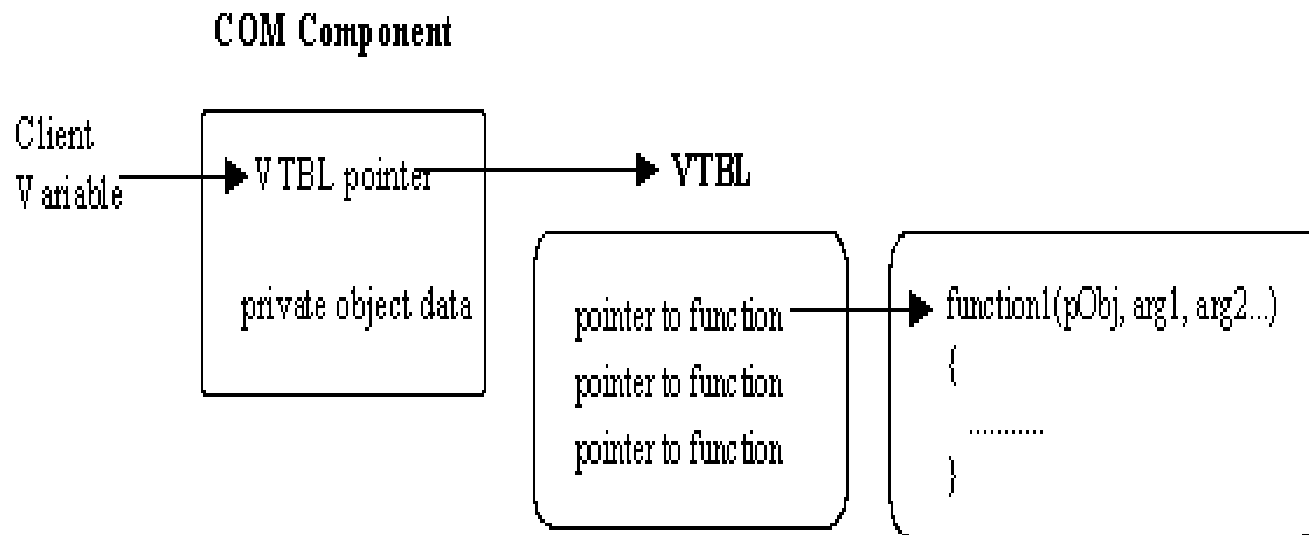 COM Component
Client
Variable
VTBL pointer
VTBL
private object data
pointer to function
pointer to function
pointer to function
function1(pObj, arg1, arg2...)
{
...........
}